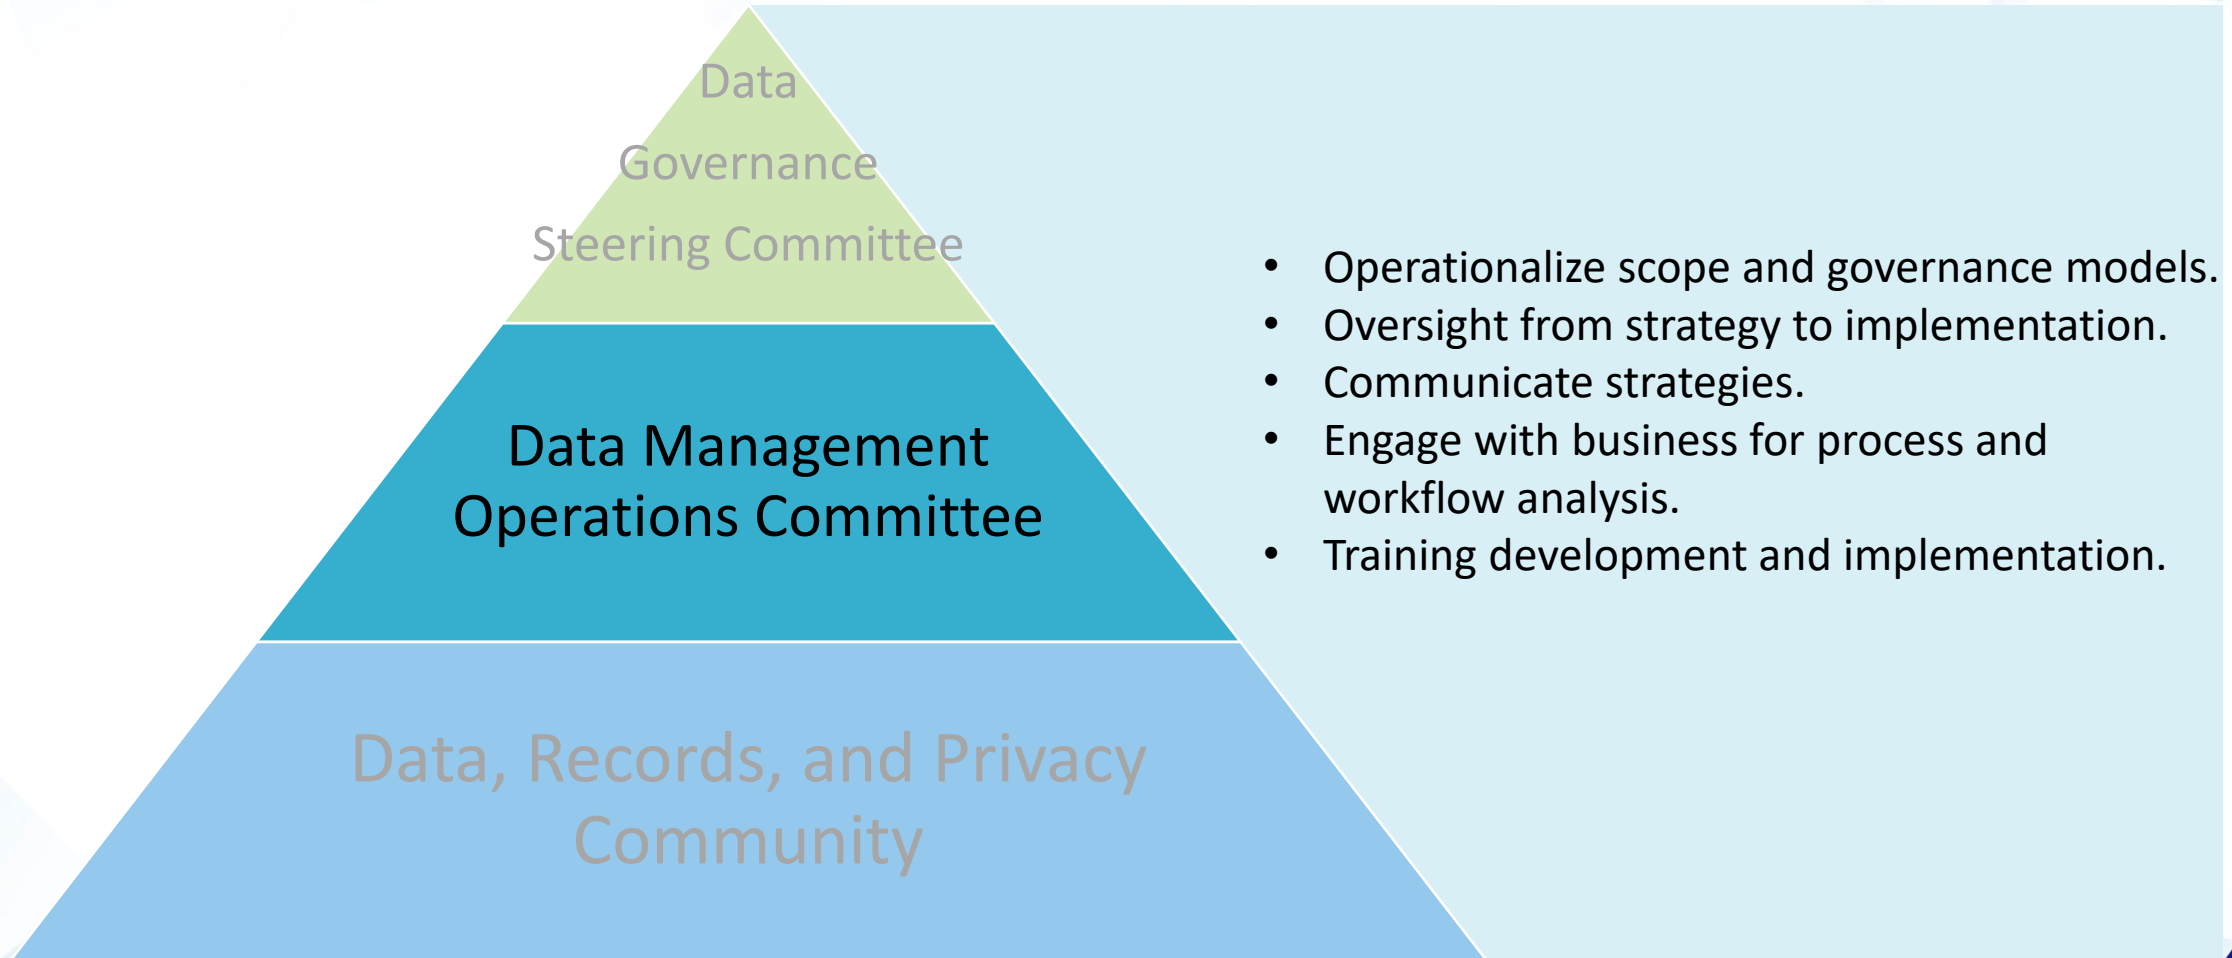 Data
Governance
Steering Committee
Data Management
Operations Committee
Data, Records, and Privacy
Community
• Operationalize scope and governance models.
• Oversight from strategy to implementation.
• Communicate strategies.
• Engage with business for process and
workflow analysis.
• Training development and implementation.